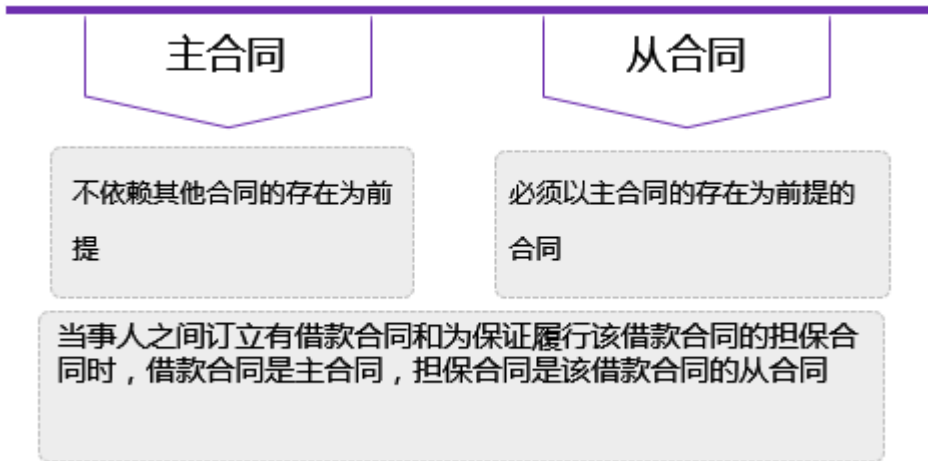 主合同
从合同
不依赖其他合同的存在为前
提
必须以主合同的存在为前提的
合同
当事人之间订立有借款合同和为保证履行该借款合同的担保合
同时，借款合同是主合同，担保合同是该借款合同的从合同